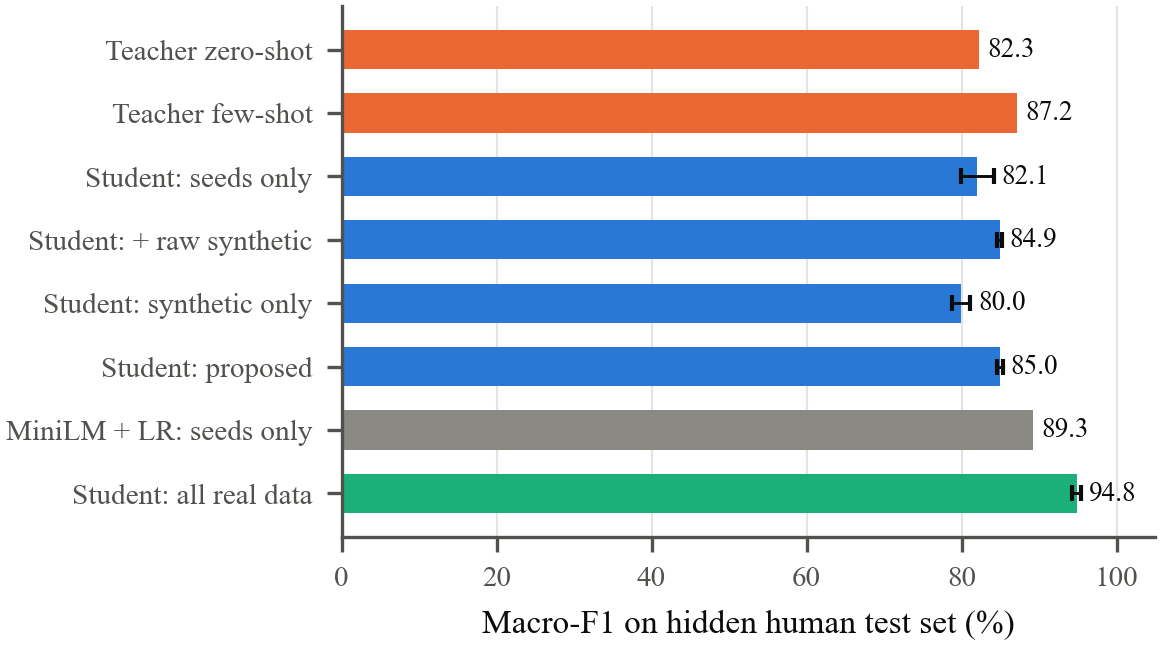 Teacher zero-shot 82.3
Teacher few-shot 87.2
Student: seeds only 82.1
Student: + raw synthetic 84.9
Student: synthetic only 80.0
Student: proposed 85.0
MiniLM + LR: seeds only 89.3
Student: all real data 94.8
0 20 40 60 80 100
Macro-F1 on hidden human test set (%)